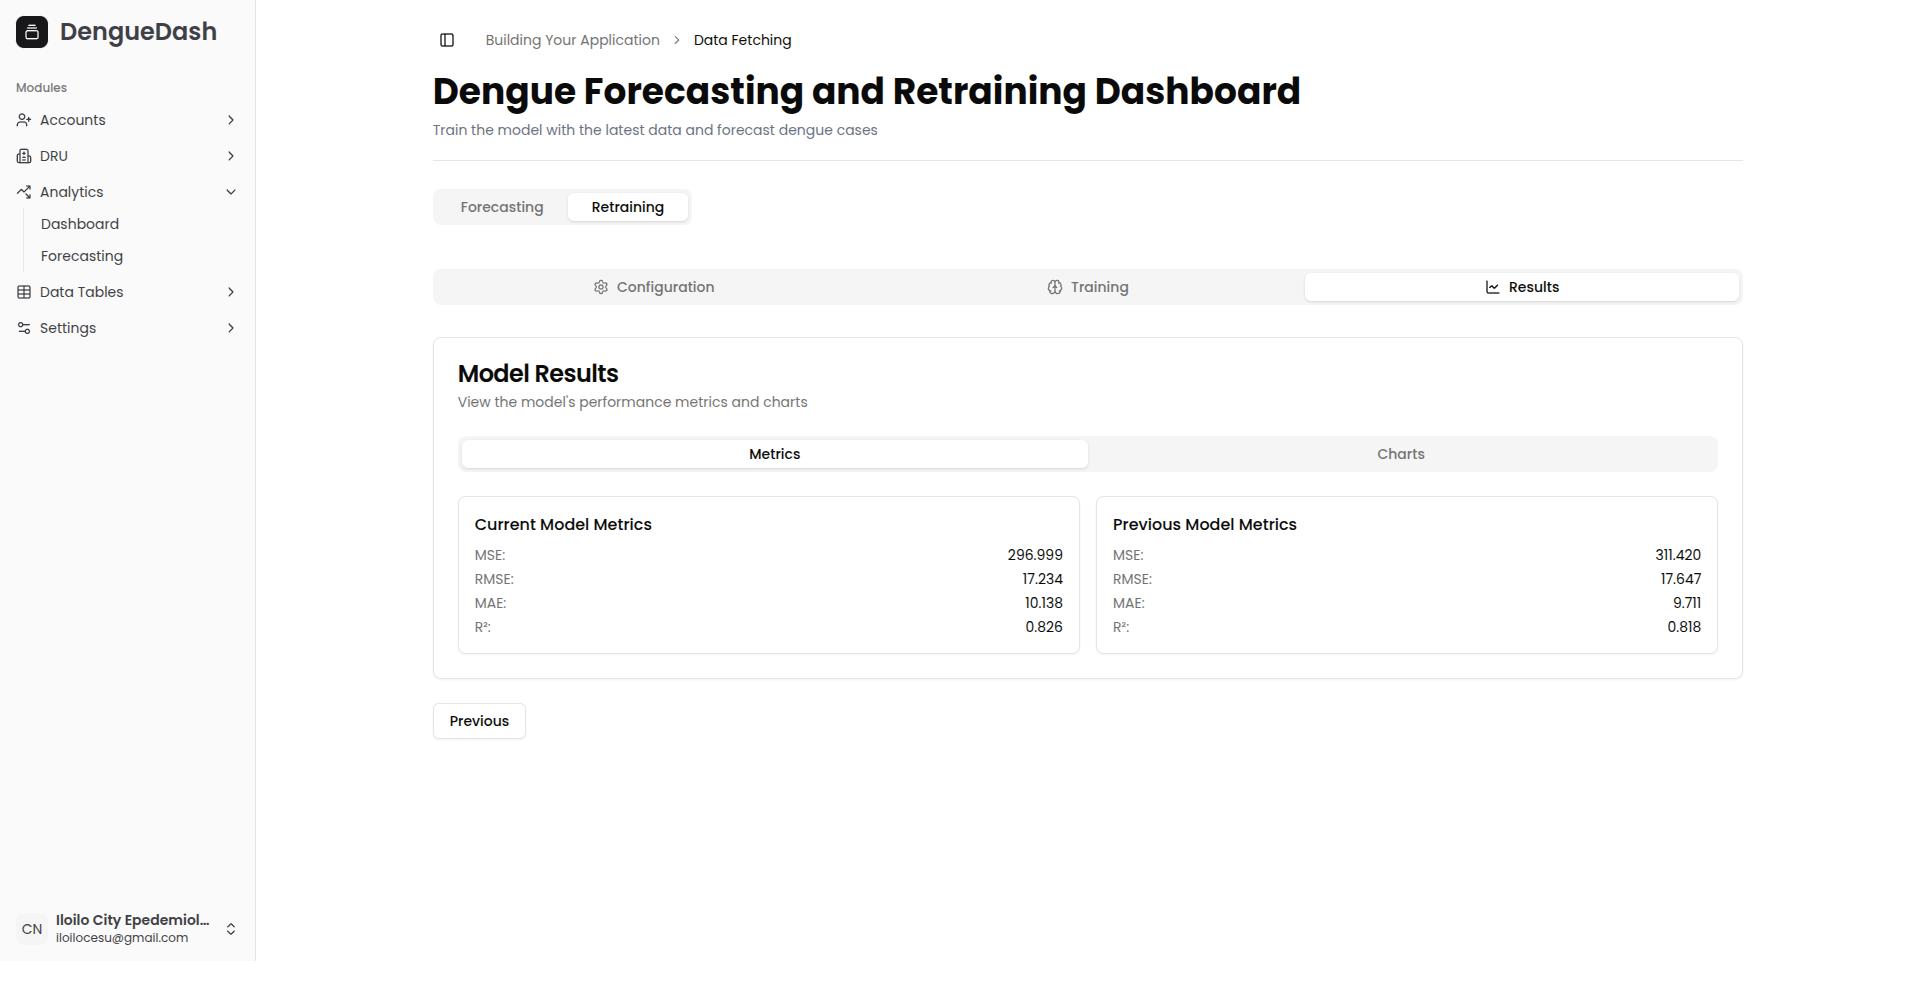 DengueDash
Modules
Accounts
DRU
Analytics
Dashboard
Forecasting
Data Tables
Settings
CN
Iloilo City Epedemiol...
iloilocesu@gmail.com
Building Your Application > Data Fetching
Dengue Forecasting and Retraining Dashboard
Train the model with the latest data and forecast dengue cases
Forecasting Retraining
Configuration Training Results
Model Results
View the model's performance metrics and charts
Metrics Charts
Current Model Metrics
MSE: 296.999
RMSE: 17.234
MAE: 10.138
R²: 0.826
Previous Model Metrics
MSE: 311.420
RMSE: 17.647
MAE: 9.711
R²: 0.818
Previous